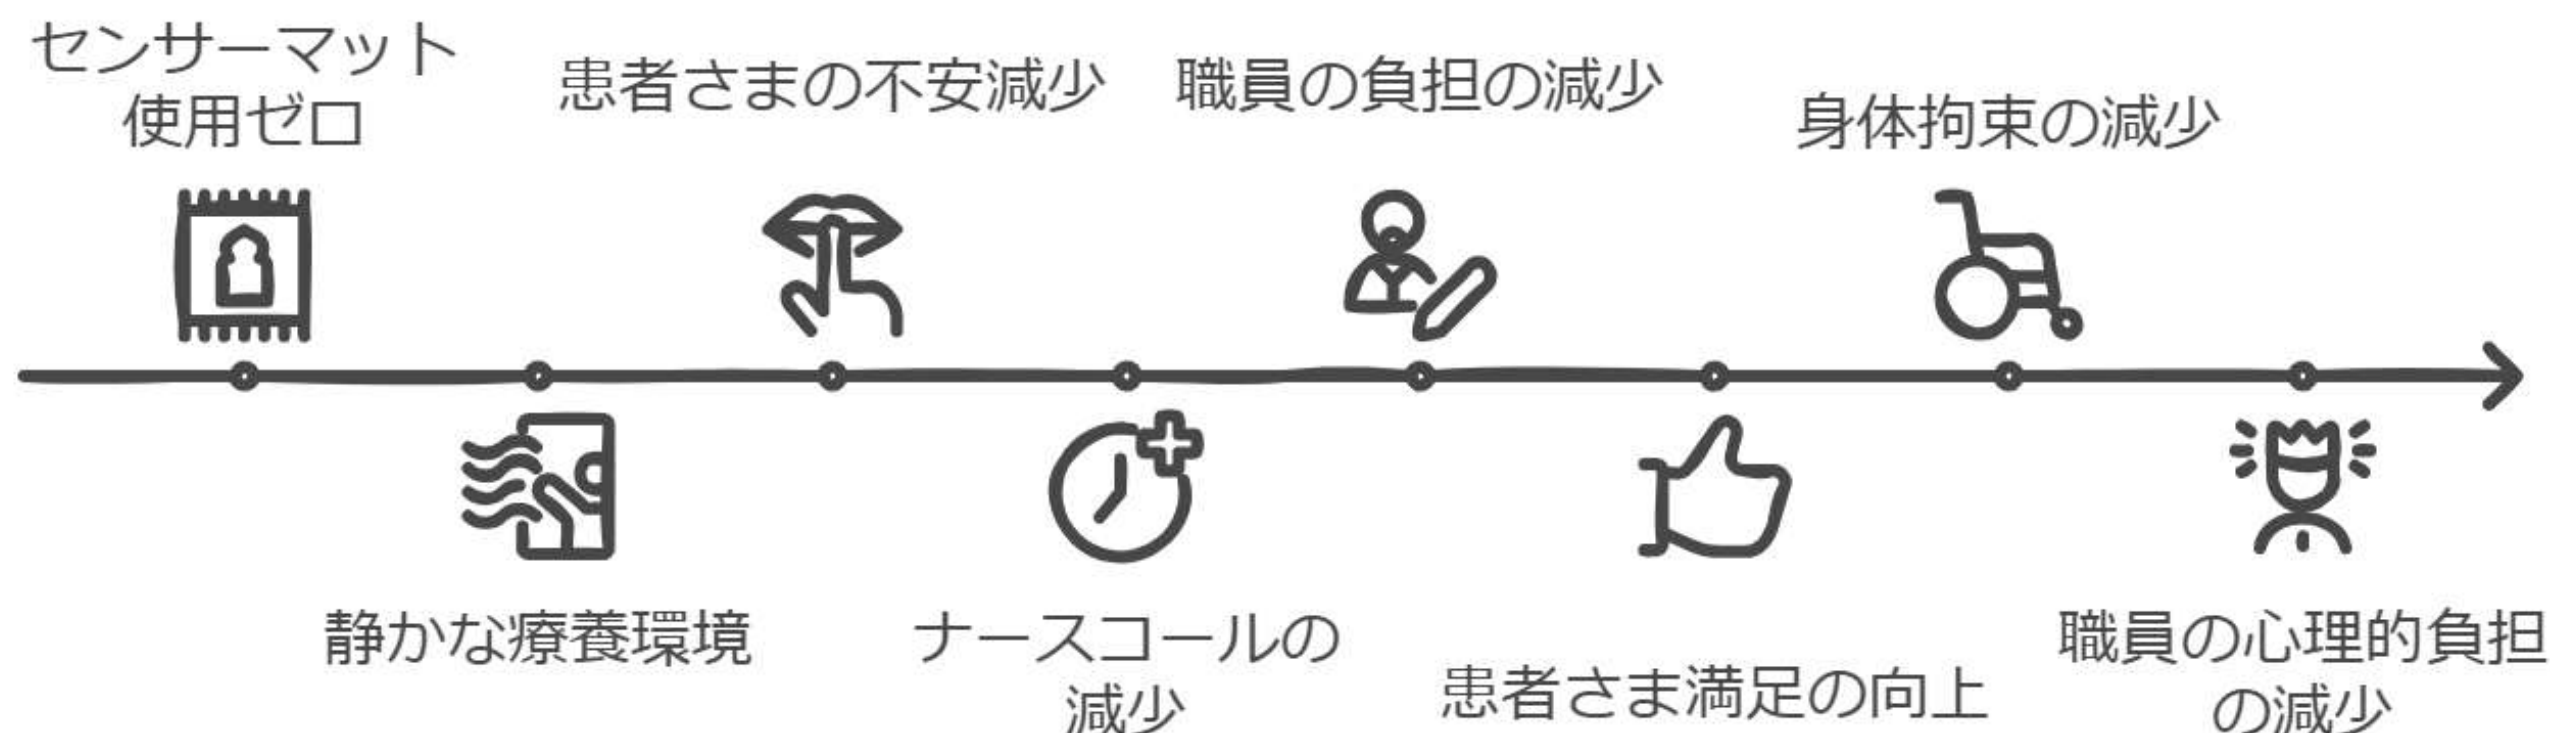 センサーマット
使用ゼロ
静かな療養環境
患者さまの不安減少
ナースコールの
減少
職員の負担の減少
患者さま満足の向上
身体拘束の減少
職員の心理的負担
の減少